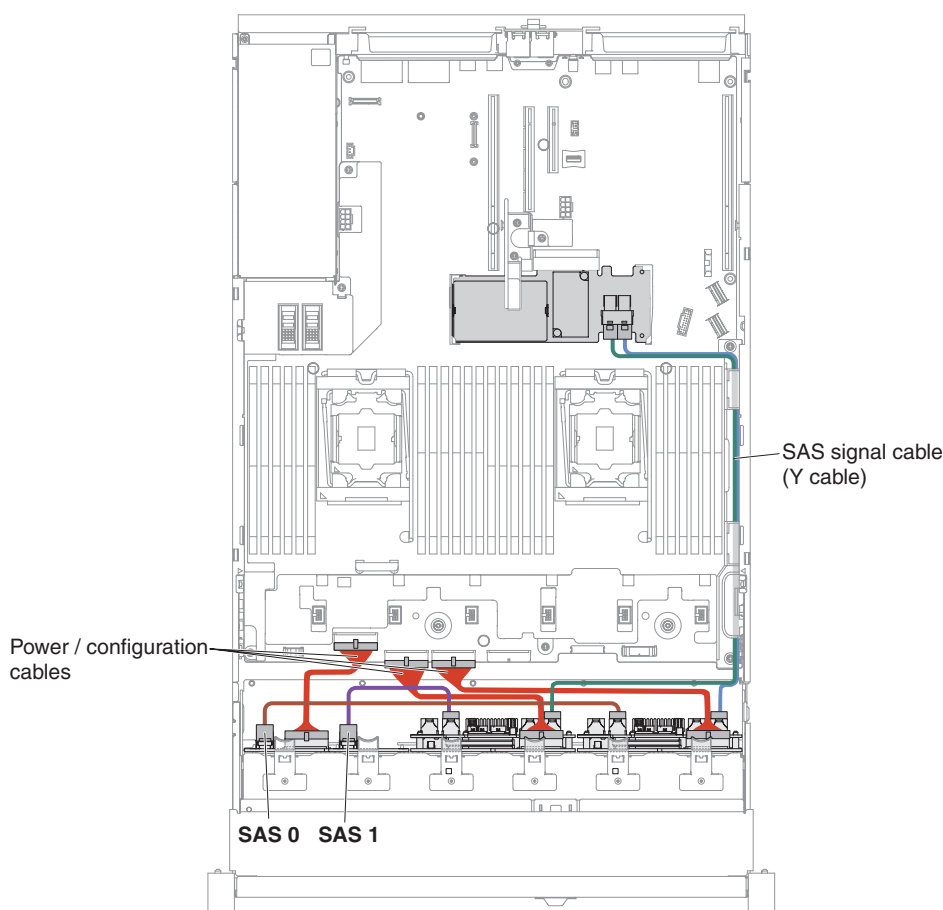 SAS signal cable
(Y cable)
Power / configuration
cables
SAS 0
SAS 1